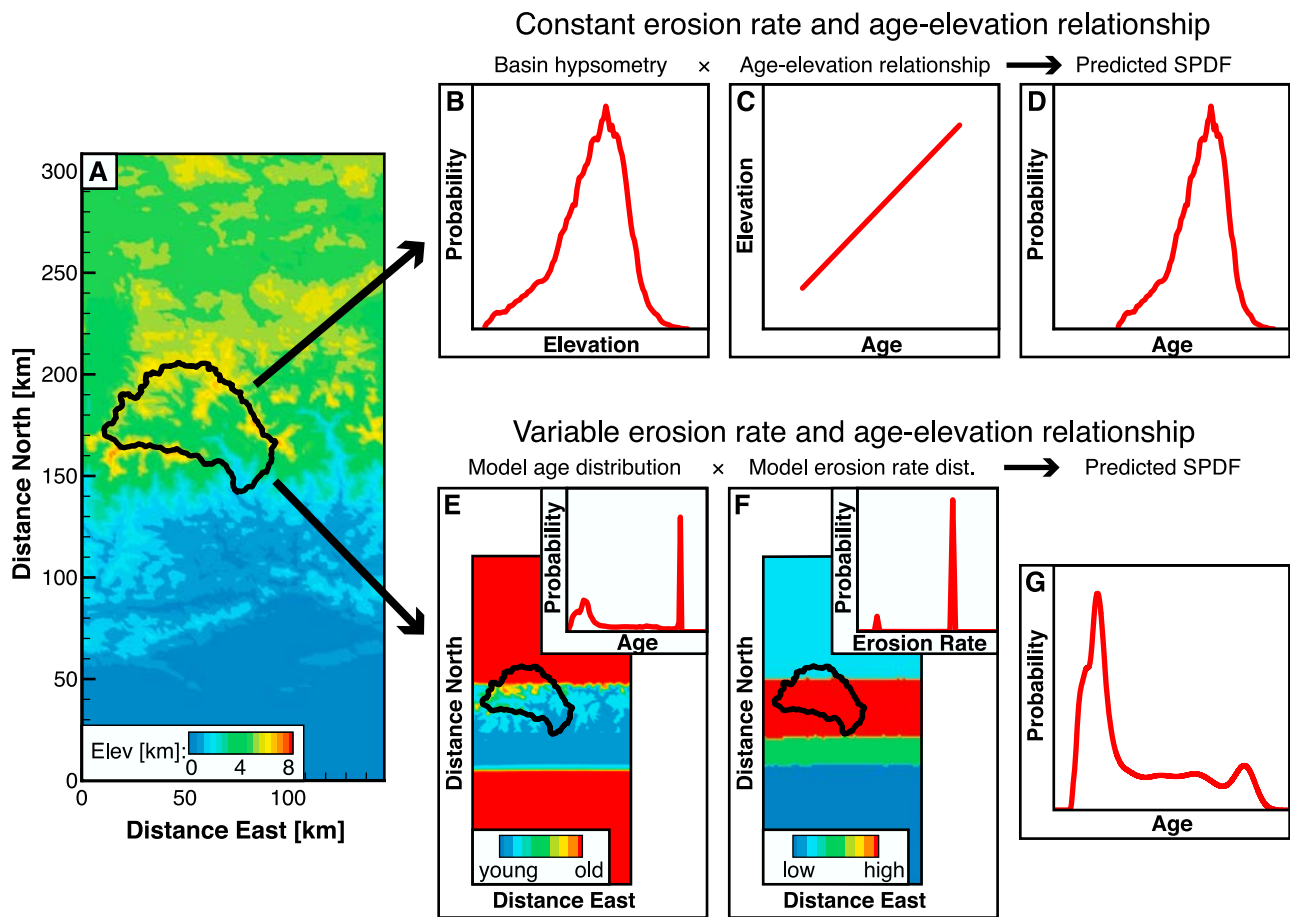 Constant erosion rate and age-elevation relationship
Basin hypsometry × Age-elevation relationship Predicted SPDF
A
300
250
200
150
100
50
0
Distance North [km]
Elev [km]:
0 4 8
0 50 100
Distance East [km]
B
Probability
Elevation
C
Elevation
Age
D
Probability
Age
Variable erosion rate and age-elevation relationship
Model age distribution × Model erosion rate dist. Predicted SPDF
E
Probability
Age
Distance North
young old
Distance East
F
Probability
Erosion Rate
Distance North
low high
Distance East
G
Probability
Age